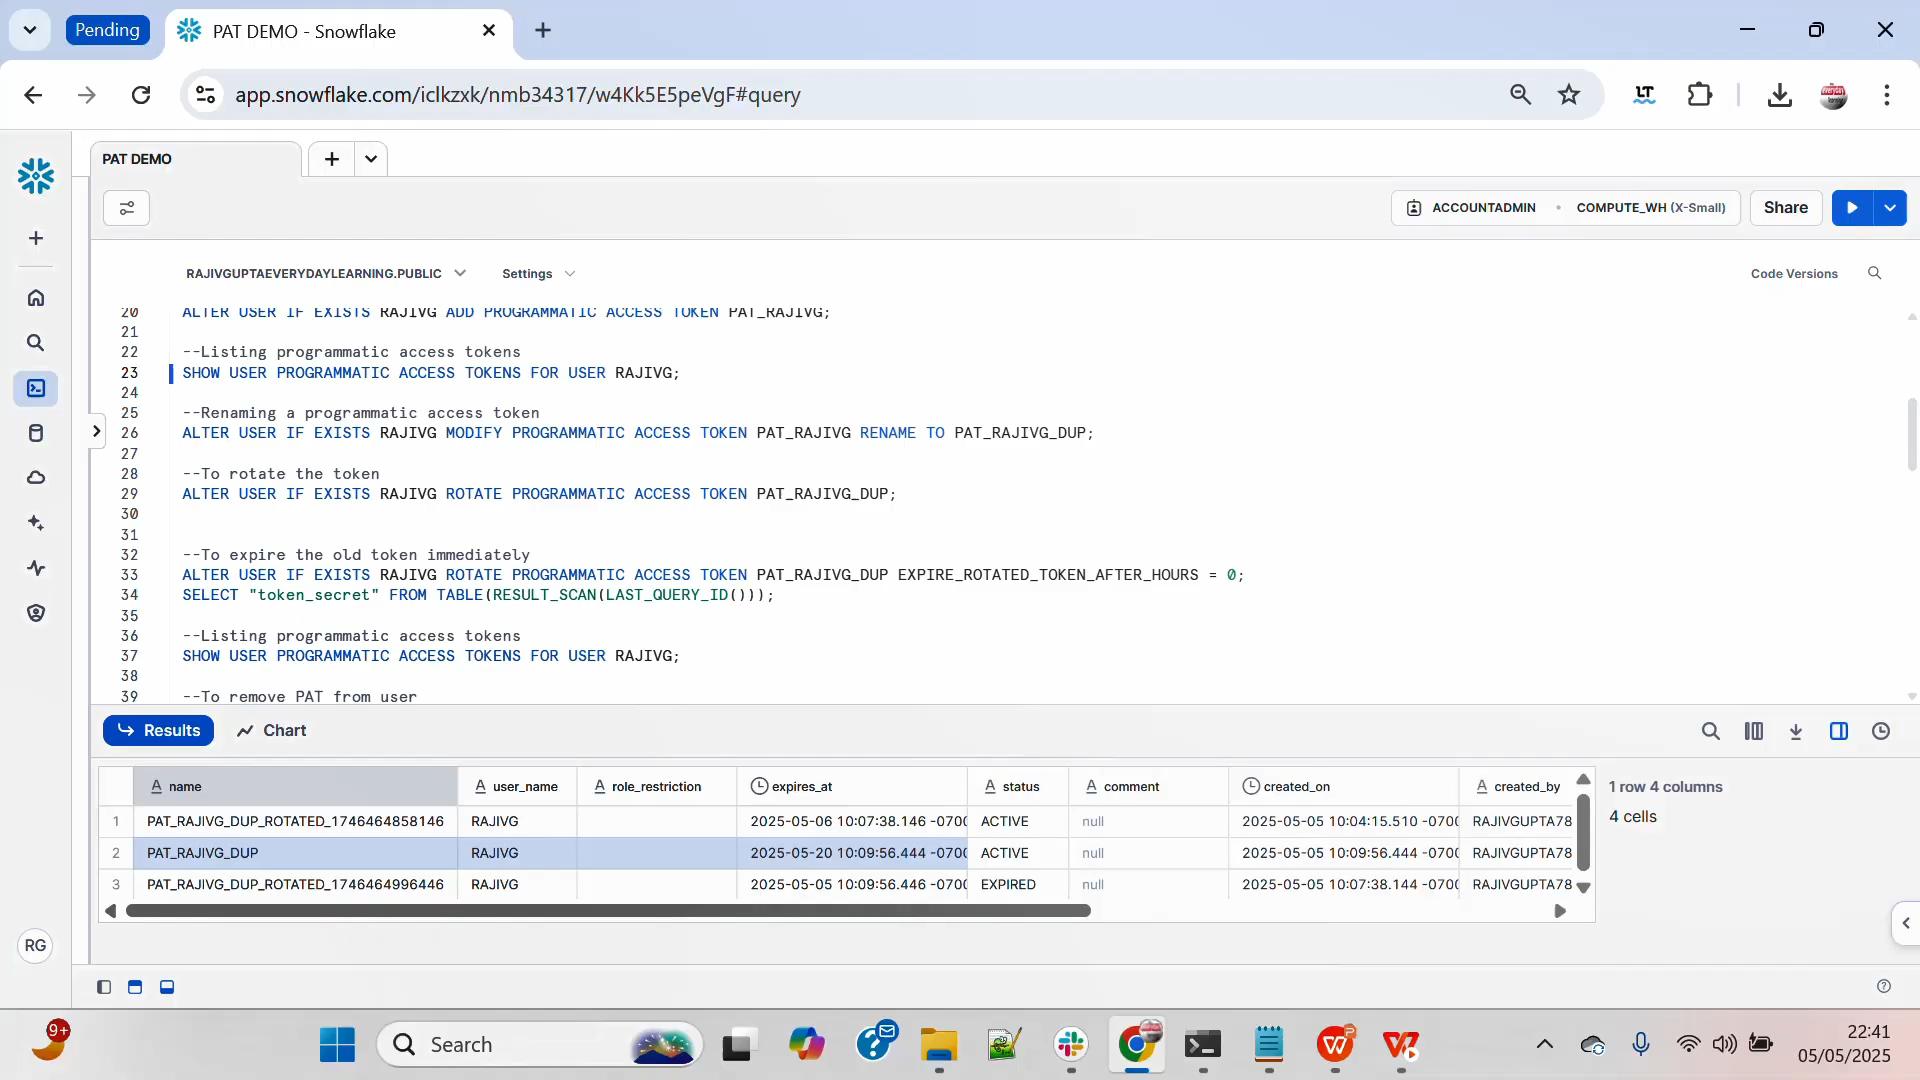 Pending
PAT DEMO - Snowflake
app.snowflake.com/iclkzxk/nmb34317/w4Kk5E5peVgF#query
LT
PAT DEMO
ACCOUNTADMIN • COMPUTE_WH (X-Small)
Share
RAJIVGUPTAEVERYDAYLEARNING.PUBLIC
Settings
Code Versions
20 ALTER USER IF EXISTS RAJIVG ADD PROGRAMMATIC ACCESS TOKEN PAT_RAJIVG;
21
22 --Listing programmatic access tokens
23 SHOW USER PROGRAMMATIC ACCESS TOKENS FOR USER RAJIVG;
24
25 --Renaming a programmatic access token
26 ALTER USER IF EXISTS RAJIVG MODIFY PROGRAMMATIC ACCESS TOKEN PAT_RAJIVG RENAME TO PAT_RAJIVG_DUP;
27
28 --To rotate the token
29 ALTER USER IF EXISTS RAJIVG ROTATE PROGRAMMATIC ACCESS TOKEN PAT_RAJIVG_DUP;
30
31
32 --To expire the old token immediately
33 ALTER USER IF EXISTS RAJIVG ROTATE PROGRAMMATIC ACCESS TOKEN PAT_RAJIVG_DUP EXPIRE_ROTATED_TOKEN_AFTER_HOURS = 0;
34 SELECT "token_secret" FROM TABLE(RESULT_SCAN(LAST_QUERY_ID()));
35
36 --Listing programmatic access tokens
37 SHOW USER PROGRAMMATIC ACCESS TOKENS FOR USER RAJIVG;
38
39 --To remove PAT from user
Results
Chart
name user_name role_restriction expires_at status comment created_on created_by
1 PAT_RAJIVG_DUP_ROTATED_1746464858146 RAJIVG 2025-05-06 10:07:38.146 -0700 ACTIVE null 2025-05-05 10:04:15.510 -0700 RAJIVGUPTA78
2 PAT_RAJIVG_DUP RAJIVG 2025-05-20 10:09:56.444 -0700 ACTIVE null 2025-05-05 10:09:56.444 -0700 RAJIVGUPTA78
3 PAT_RAJIVG_DUP_ROTATED_1746464996446 RAJIVG 2025-05-05 10:09:56.446 -0700 EXPIRED null 2025-05-05 10:07:38.144 -0700 RAJIVGUPTA78
1 row 4 columns
4 cells
RG
9+
Search
22:41
05/05/2025